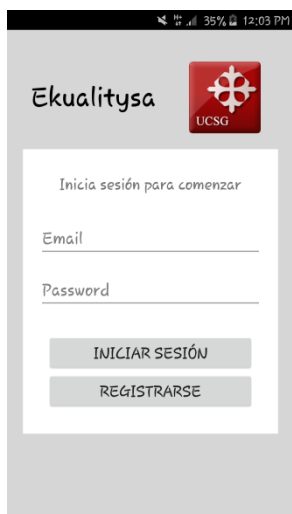 35% 12:03 PM
Ekualitysa
UCSG
Inicia sesión para comenzar
Email
Password
INICIAR SESIÓN
REGISTRARSE